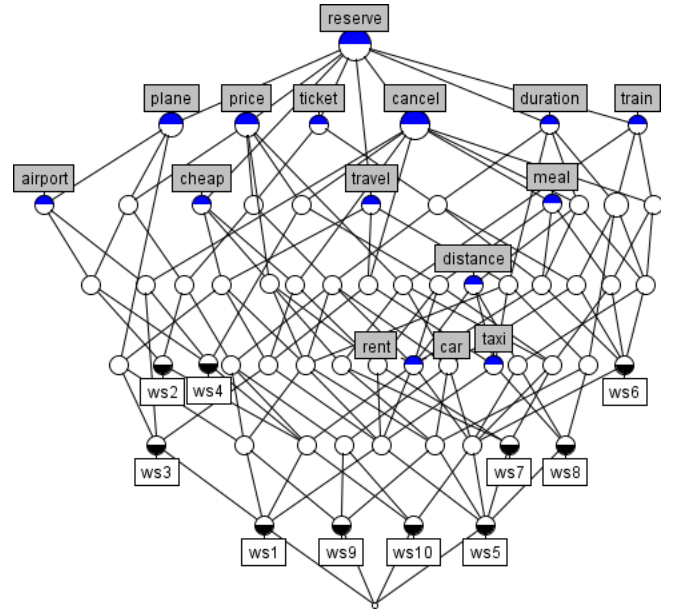 reserve
plane
price
ticket
cancel
duration
train
airport
cheap
travel
meal
distance
rent
car
taxi
ws2
ws4
ws6
ws3
ws7
ws8
ws1
ws9
ws10
ws5